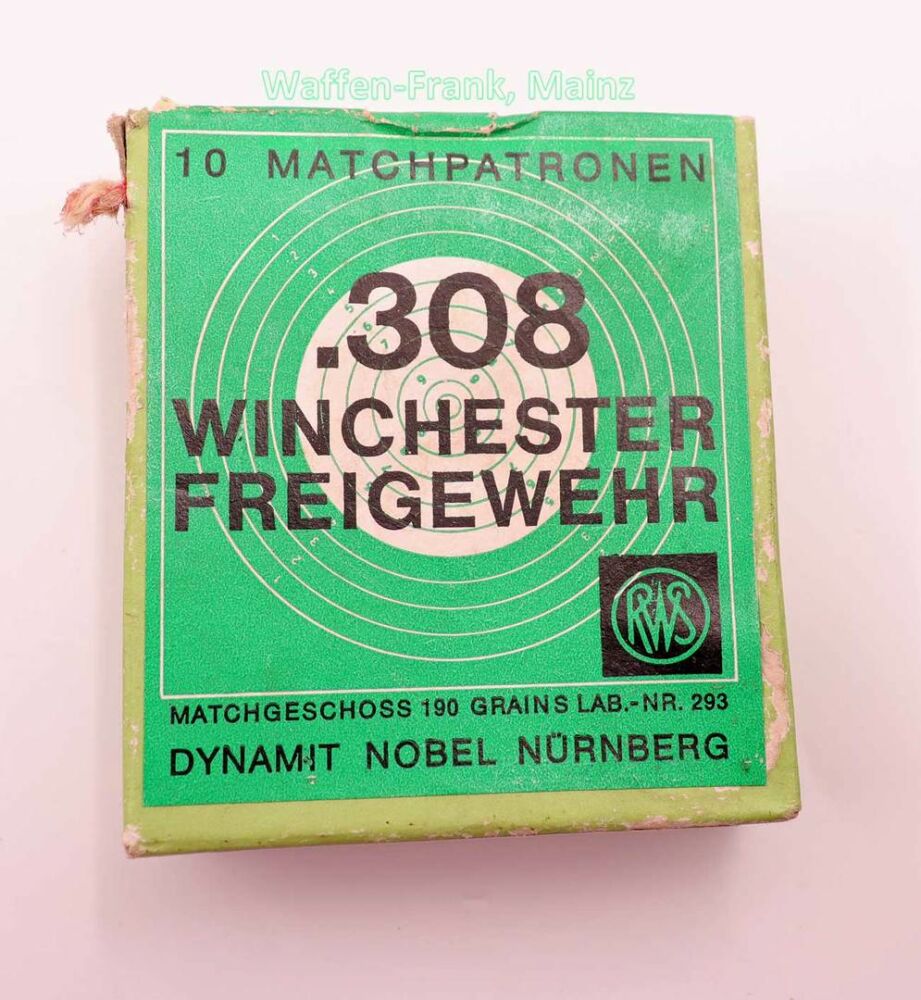 Waffen-Frank, Mainz
10 MATCHPATRONEN
.308
WINCHESTER
FREIGEWEHR
RWS
MATCHGESCHOSS 190 GRAINS LAB.-NR. 293
DYNAMIT NOBEL NÜRNBERG